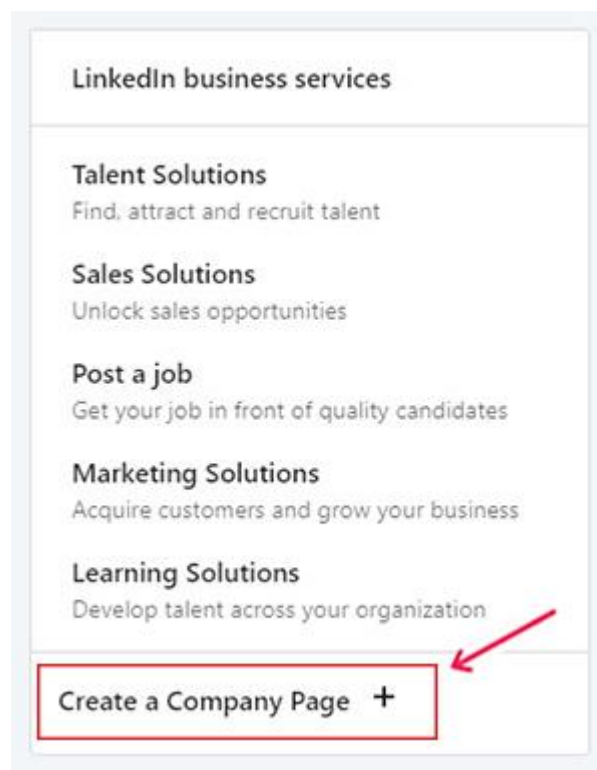 LinkedIn business services
Talent Solutions
Find, attract and recruit talent
Sales Solutions
Unlock sales opportunities
Post a job
Get your job in front of quality candidates
Marketing Solutions
Acquire customers and grow your business
Learning Solutions
Develop talent across your organization
Create a Company Page +